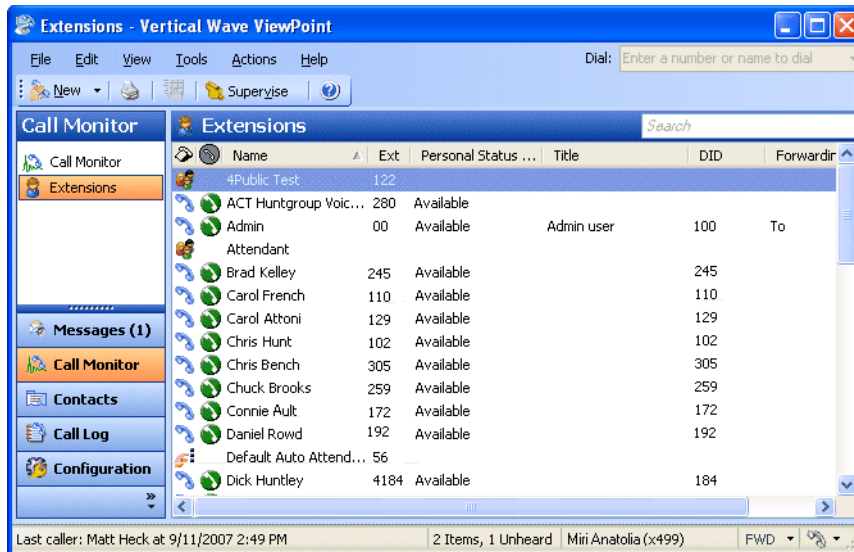 Extensions - Vertical Wave ViewPoint
File Edit View Tools Actions Help Dial: Enter a number or name to dial
New Supervise
Call Monitor Extensions Search
Call Monitor
Extensions
Name Ext Personal Status ... Title DID Forwardin
4Public Test 122
ACT Huntgroup Voic... 280 Available
Admin 00 Available Admin user 100 To
Attendant
Brad Kelley 245 Available 245
Carol French 110 Available 110
Carol Attoni 129 Available 129
Chris Hunt 102 Available 102
Chris Bench 305 Available 305
Chuck Brooks 259 Available 259
Connie Ault 172 Available 172
Daniel Rowd 192 Available 192
Default Auto Attend... 56
Dick Huntley 4184 Available 184
Messages (1)
Call Monitor
Contacts
Call Log
Configuration
Last caller: Matt Heck at 9/11/2007 2:49 PM 2 Items, 1 Unheard Miri Anatolia (x499) FWD